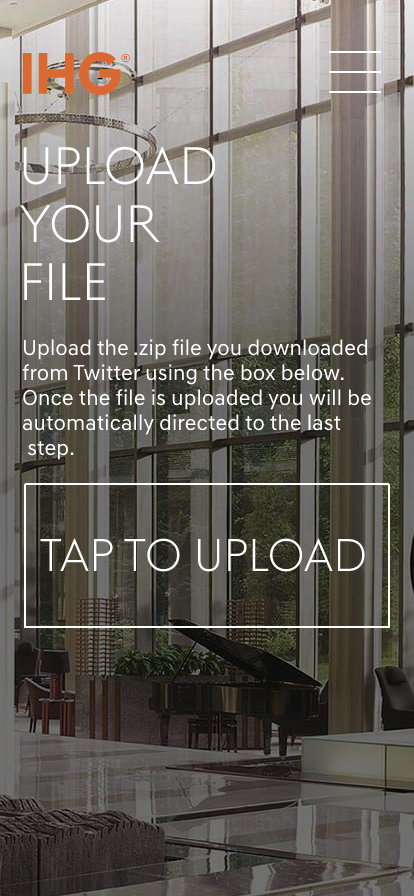 IHG®
UPLOAD
YOUR
FILE
Upload the .zip file you downloaded
from Twitter using the box below.
Once the file is uploaded you will be
automatically directed to the last
step.
TAP TO UPLOAD